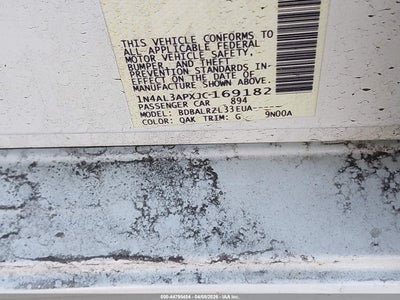 THIS VEHICLE CONFORMS TO
ALL APPLICABLE FEDERAL
MOTOR VEHICLE SAFETY,
BUMPER, AND THEFT
PREVENTION STANDARDS IN
EFFECT ON THE DATE OF
MANUFACTURE SHOWN ABOVE.
1N4AL3APXJC169182
PASSENGER CAR 894
MODEL: BDBALRZL33EUA-----
COLOR: QAK TRIM: G 9N00A
606-44795484 - 04/08/2026 - IAA Inc.